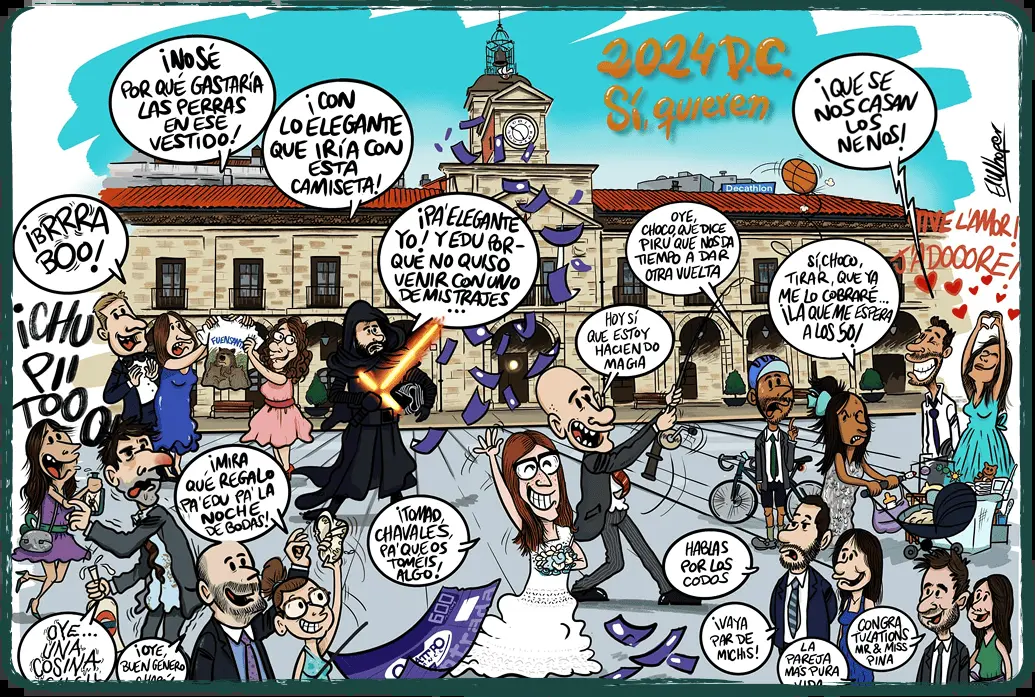 2024 D.C.
Sí, quieren
¡NO SÉ
POR QUÉ GASTARÍA
LAS PERRAS
EN ESE
VESTIDO!
¡CON
LO ELEGANTE
QUE IRÍA CON
ESTA
CAMISETA!
¡QUE SE
NOS CASAN
LOS
NENOS!
ElWhoper
Decathlon
¡BRRRA
BOO!
¡PA'ELEGANTE
YO! Y EDU POR-
QUE NO QUISO
VENIR CON UNO
DE MIS TRAJES
...
OYE,
CHOCO, QUE DICE
PIRU QUE NOS DA
TIEMPO A DAR
OTRA VUELTA
SÍ, CHOCO,
TIRAR, QUE YA
ME LO COBRARÉ...
¡LA QUE ME ESPERA
A LOS 50!
VIVE L'AMOR!
J'ADOOORE!
¡CHU
PII
TOOO
FUENSANTA
HOY SÍ
QUE ESTOY
HACIENDO
MAGIA
¡MIRA
QUÉ REGALO
PA'EDU PA'LA
NOCHE
DE BODAS!
¡TOMAD,
CHAVALES,
PA'QUE OS
TOMEIS
ALGO!
HABLAS
POR LOS
CODOS
600
OYE...
UNA
COSINA
¡OYE,
BUEN GÉNERO
¡VAYA
PAR DE
MICHIS!
LA
PAREJA
MÁS PURA
VIDA
CONGRA
TULATIONS
MR & MISS
PINA